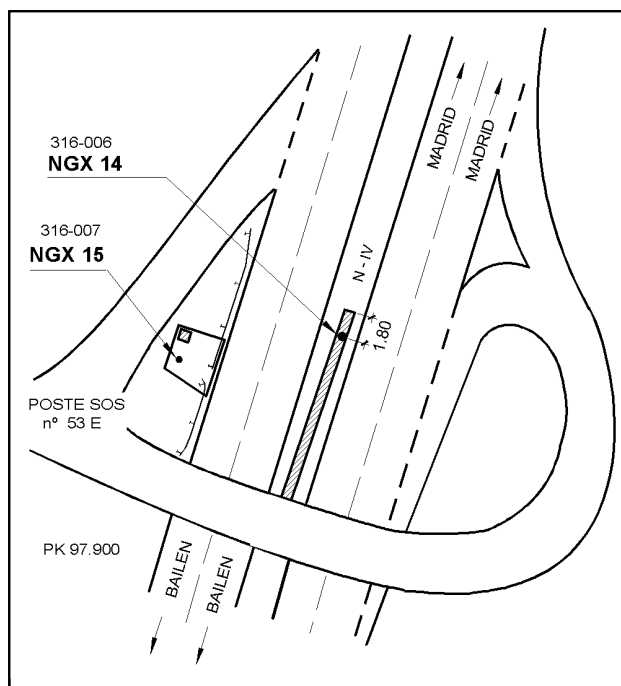 316-006
NGX 14
316-007
NGX 15
MADRID
MADRID
N - IV
1.80
POSTE SOS
nº 53 E
PK 97.900
BAILEN
BAILEN